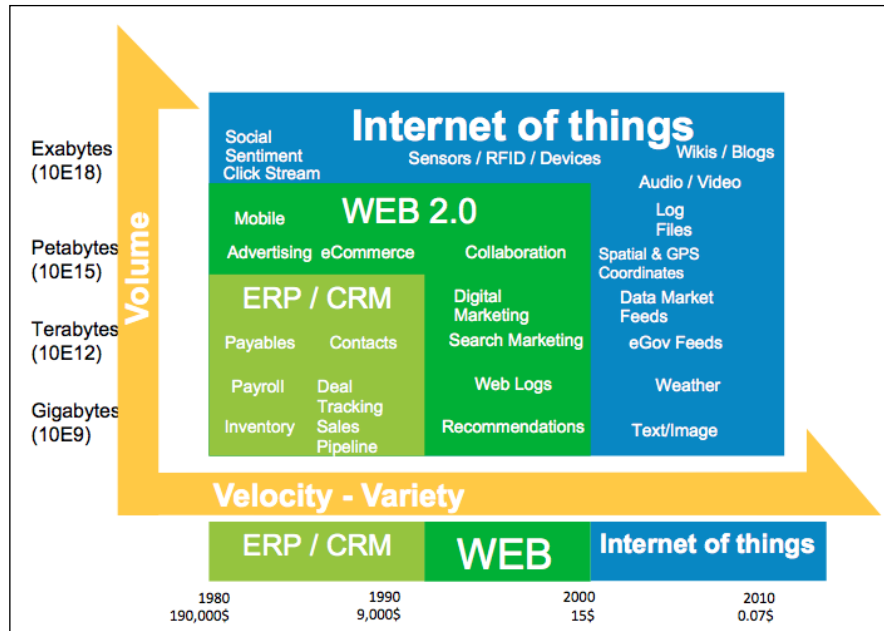 Internet of things
Sensors / RFID / Devices
Social
Sentiment
Click Stream
Wikis / Blogs
Audio / Video
Log
Files
Spatial & GPS
Coordinates
Data Market
Feeds
eGov Feeds
Weather
Text/Image
WEB 2.0
Mobile
Advertising
eCommerce
Collaboration
Digital
Marketing
Search Marketing
Web Logs
Recommendations
ERP / CRM
Payables
Contacts
Payroll
Deal
Tracking
Inventory
Sales
Pipeline
Exabytes
(10E18)
Petabytes
(10E15)
Terabytes
(10E12)
Gigabytes
(10E9)
Volume
Velocity - Variety
ERP / CRM
WEB
Internet of things
1980
190,000$
1990
9,000$
2000
15$
2010
0.07$